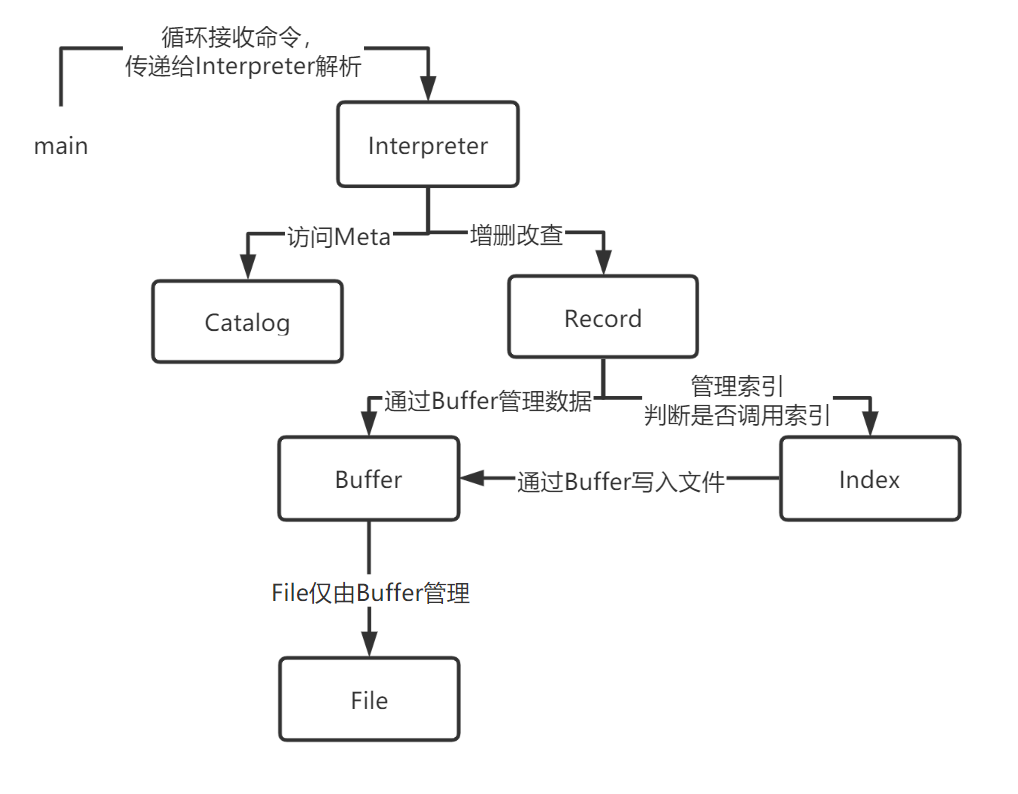 循环接收命令，
传递给Interpreter解析
main
Interpreter
访问Meta
增删改查
Catalog
Record
通过Buffer管理数据
管理索引
判断是否调用索引
Buffer
通过Buffer写入文件
Index
File仅由Buffer管理
File